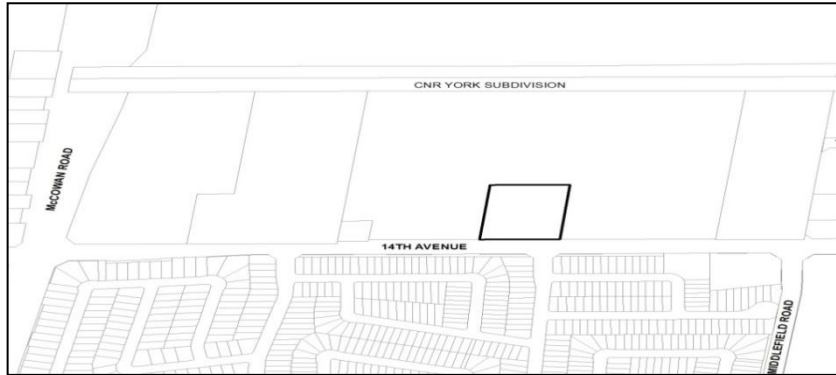 CNR YORK SUBDIVISION
McCOWAN ROAD
14TH AVENUE
MIDDLEFIELD ROAD